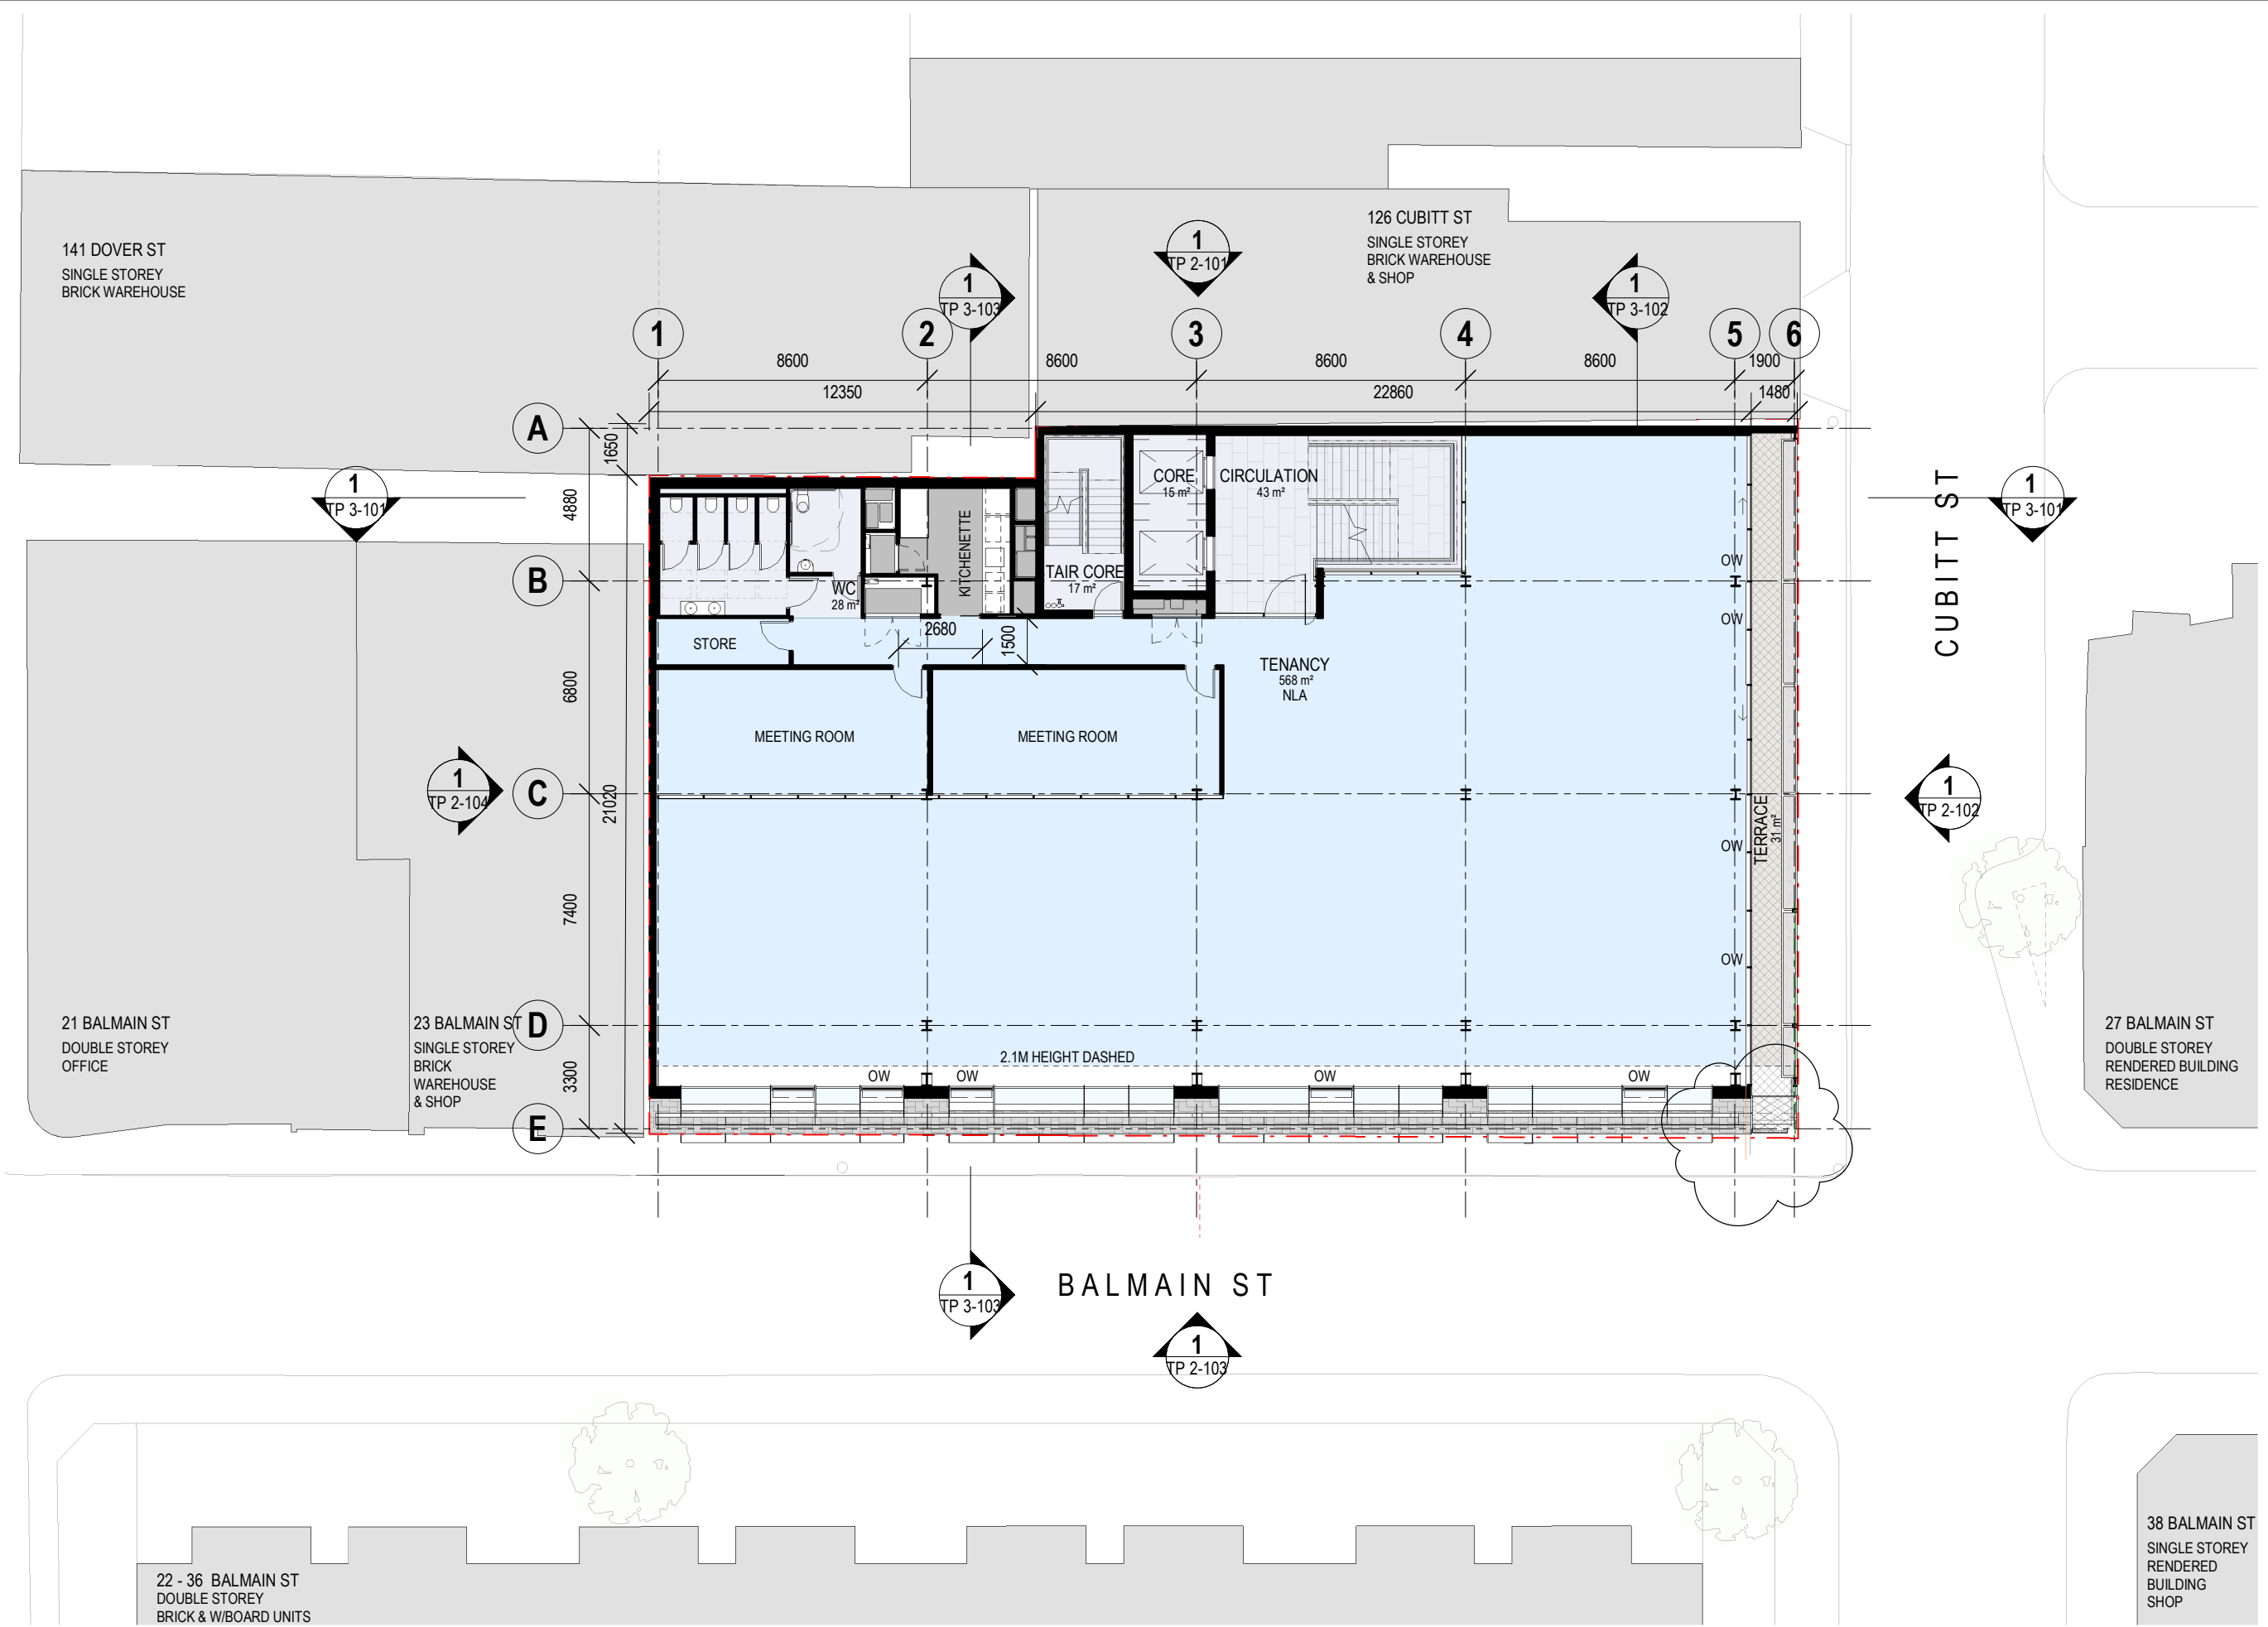 141 DOVER ST
SINGLE STOREY
BRICK WAREHOUSE
126 CUBITT ST
SINGLE STOREY
BRICK WAREHOUSE
& SHOP
1
TP 2-101
1
TP 3-103
1
TP 3-102
1
2
3
4
5
6
8600
8600
8600
8600
1900
12350
22860
1480
A
B
C
D
E
1650
4880
6800
21020
7400
3300
1
TP 3-101
1
TP 3-101
CUBITT ST
CORE
15 m²
CIRCULATION
43 m²
KITCHENETTE
TAIR CORE
17 m²
WC
28 m²
OW
OW
STORE
2680
1500
TENANCY
568 m²
NLA
MEETING ROOM
MEETING ROOM
1
TP 2-104
1
TP 2-102
TERRACE
31 m²
OW
OW
21 BALMAIN ST
DOUBLE STOREY
OFFICE
23 BALMAIN ST
SINGLE STOREY
BRICK
WAREHOUSE
& SHOP
27 BALMAIN ST
DOUBLE STOREY
RENDERED BUILDING
RESIDENCE
2.1M HEIGHT DASHED
OW
OW
OW
OW
1
TP 3-103
BALMAIN ST
1
TP 2-103
22 - 36 BALMAIN ST
DOUBLE STOREY
BRICK & W/BOARD UNITS
38 BALMAIN ST
SINGLE STOREY
RENDERED
BUILDING
SHOP